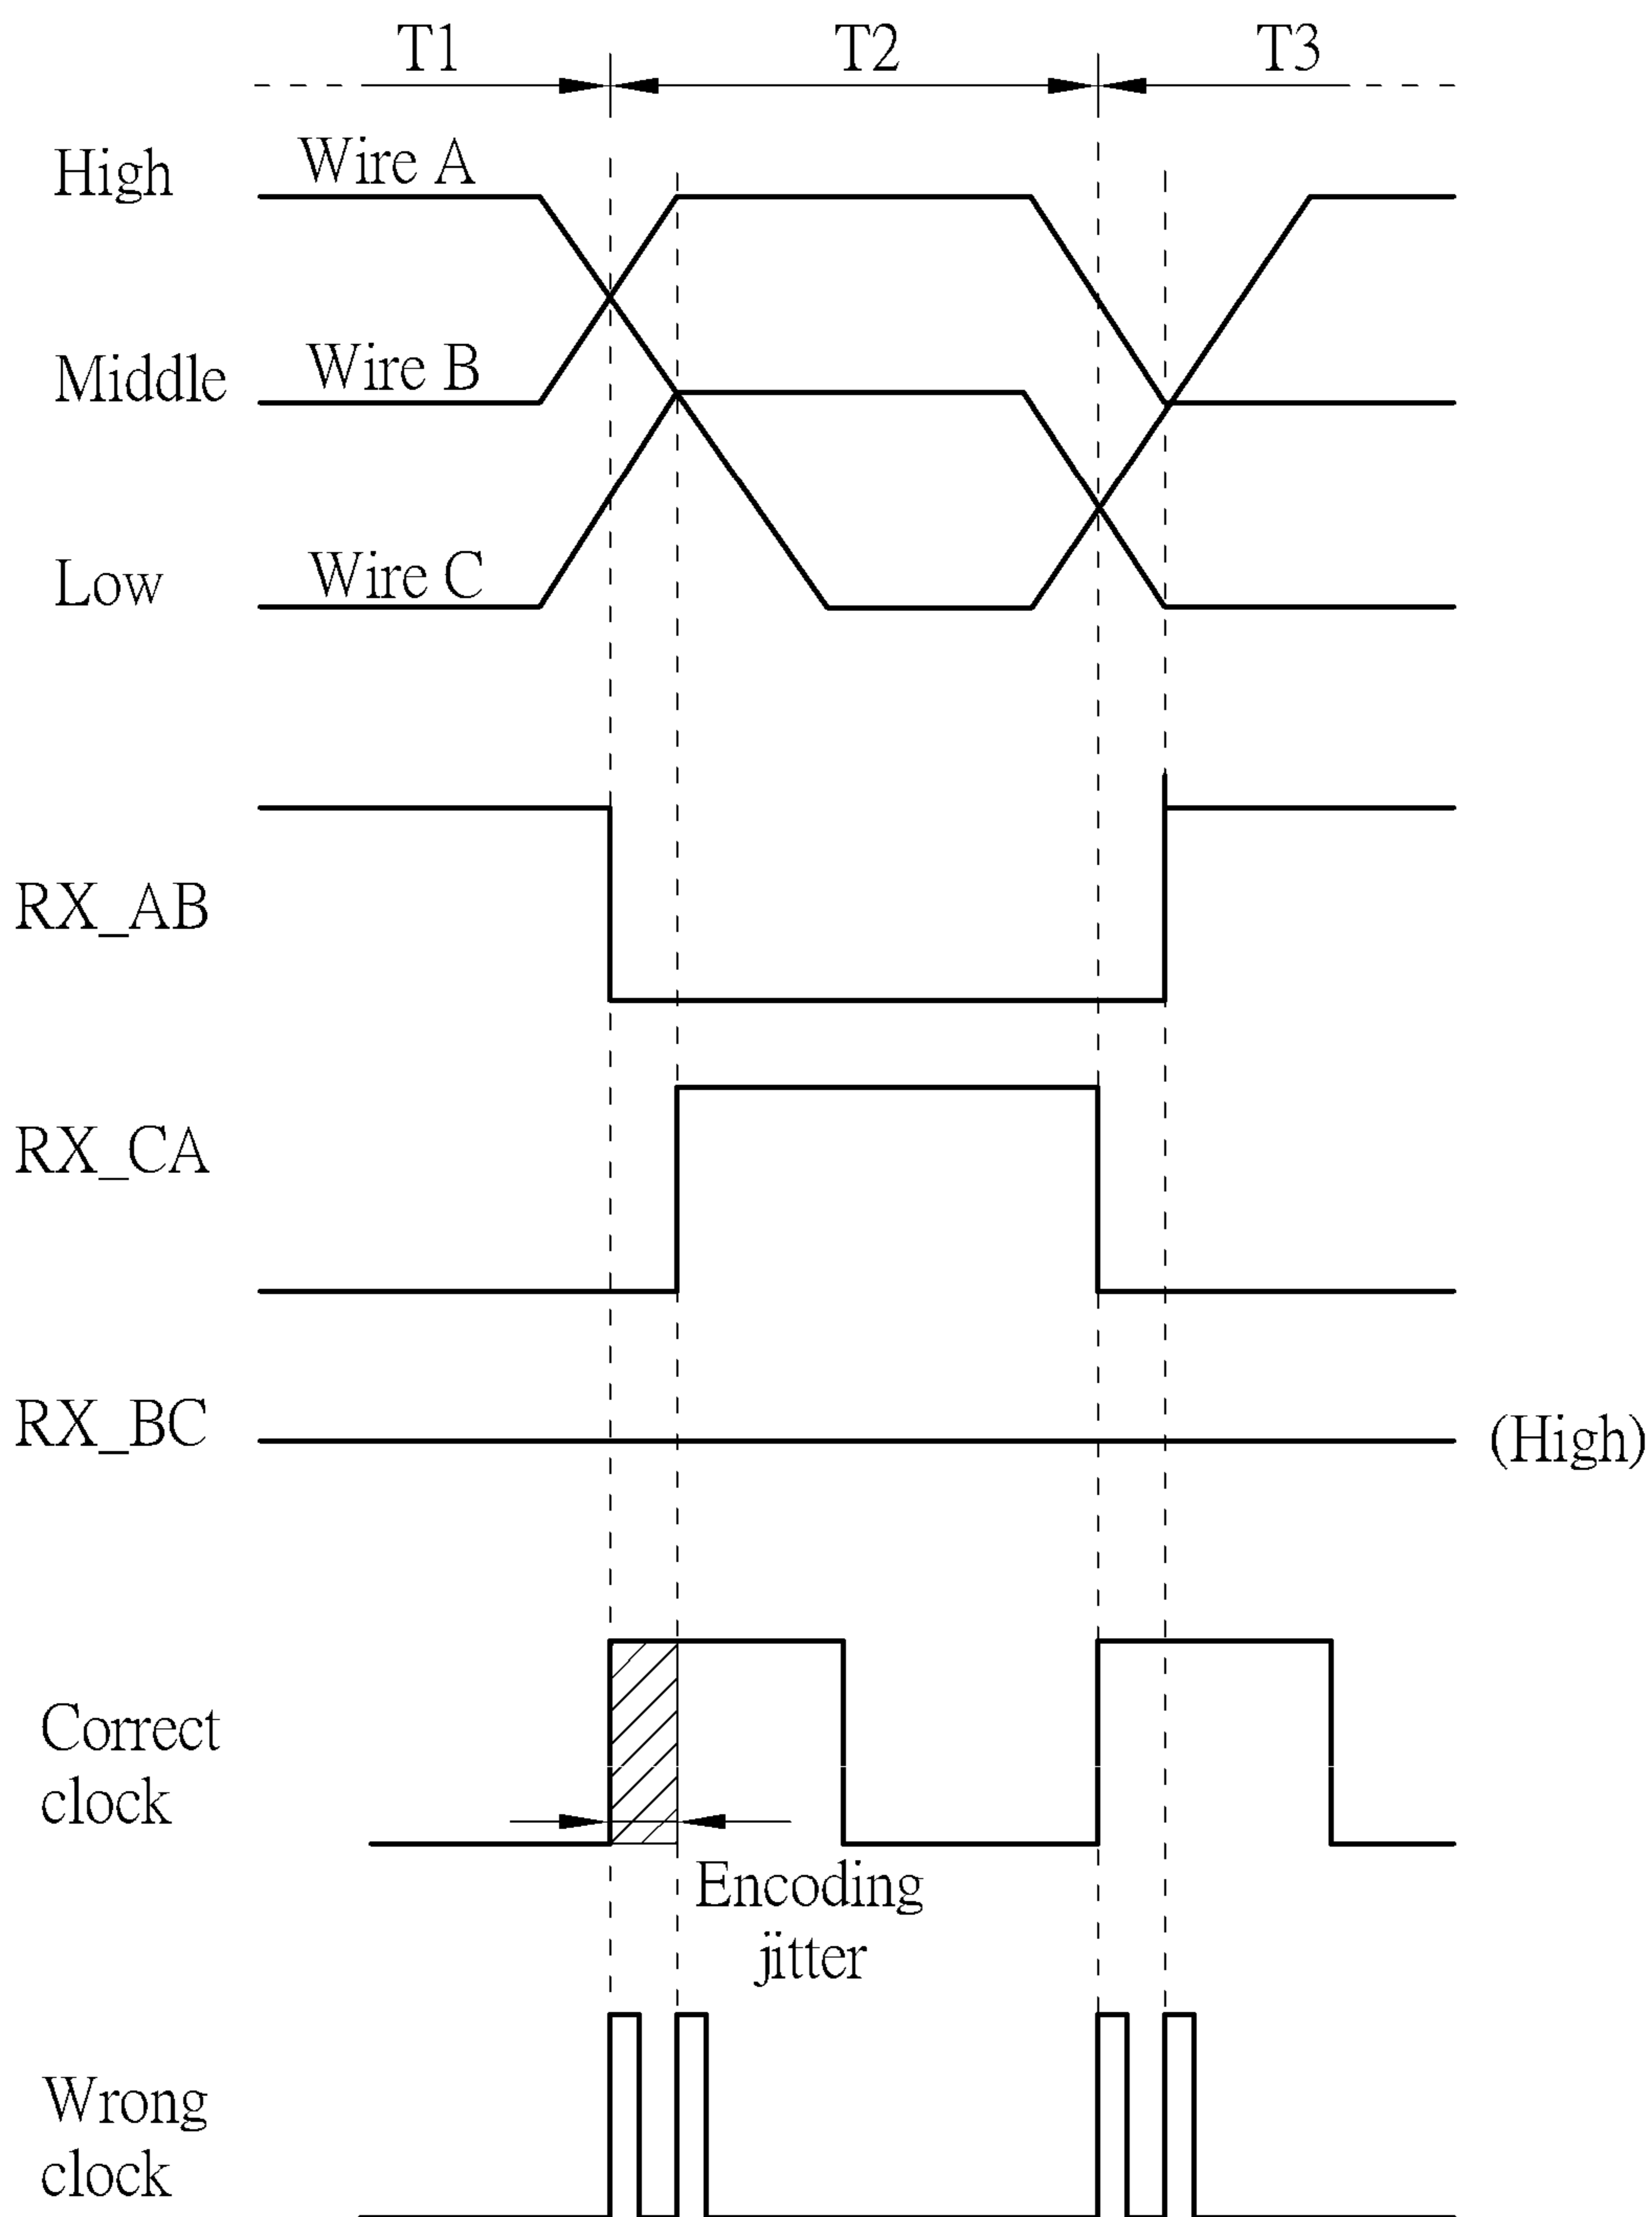 T1 T2 T3
High Wire A
Middle Wire B
Low Wire C
RX_AB
RX_CA
RX_BC (High)
Correct
clock
Encoding
jitter
Wrong
clock